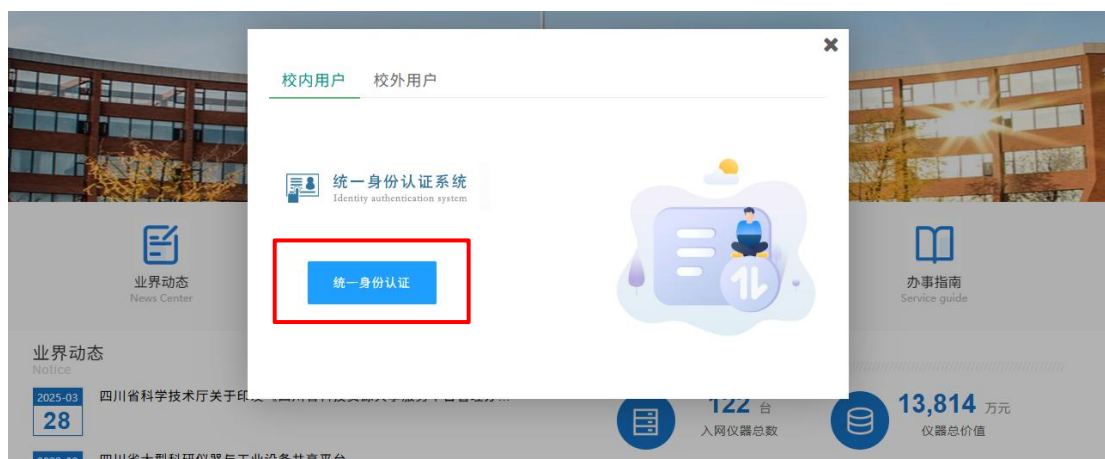 校内用户 校外用户
统一身份认证系统
Identity authentication system
统一身份认证
业界动态
News Center
办事指南
Service guide
业界动态
Notice
2025-03
28
四川省科学技术厅关于印
122 台
入网仪器总数
13,814 万元
仪器总价值
四川省大型科研仪器与工业设备共享平台